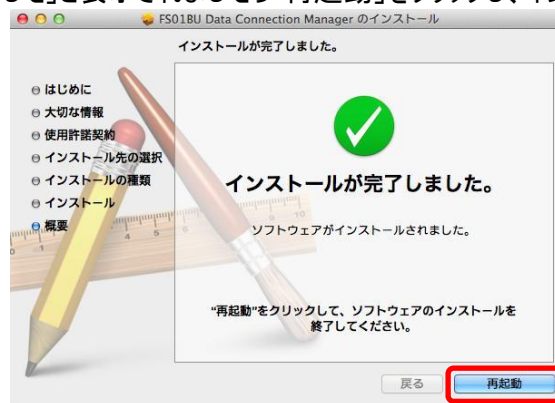 FS01BU Data Connection Manager のインストール
インストールが完了しました。
はじめに
大切な情報
使用許諾契約
インストール先の選択
インストールの種類
インストール
概要
インストールが完了しました。
ソフトウェアがインストールされました。
“再起動”をクリックして、ソフトウェアのインストールを
終了してください。
戻る
再起動